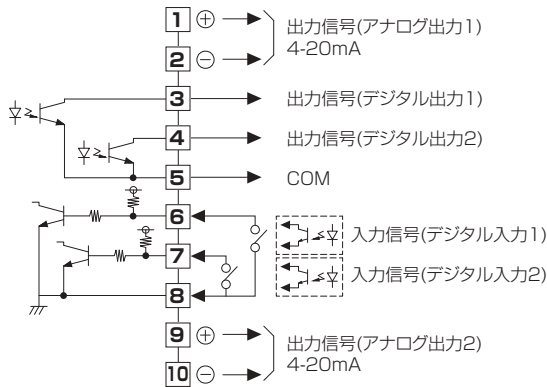 1 ⊕ 出力信号(アナログ出力1)
2 ⊖ 4-20mA
3 出力信号(デジタル出力1)
4 出力信号(デジタル出力2)
5 COM
6 入力信号(デジタル入力1)
7 入力信号(デジタル入力2)
8
9 ⊕ 出力信号(アナログ出力2)
10 ⊖ 4-20mA